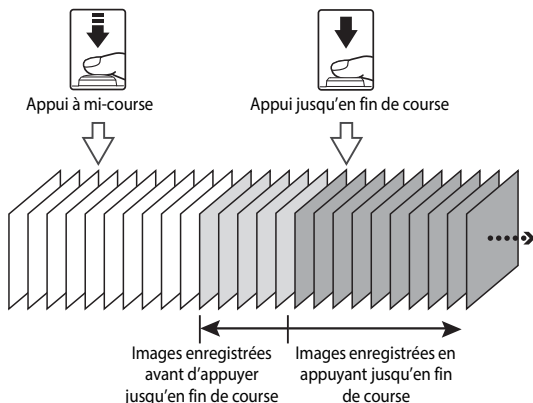 Appui à mi-course
Appui jusqu'en fin de course
Images enregistrées
avant d'appuyer
jusqu'en fin de course
Images enregistrées en
appuyant jusqu'en fin
de course